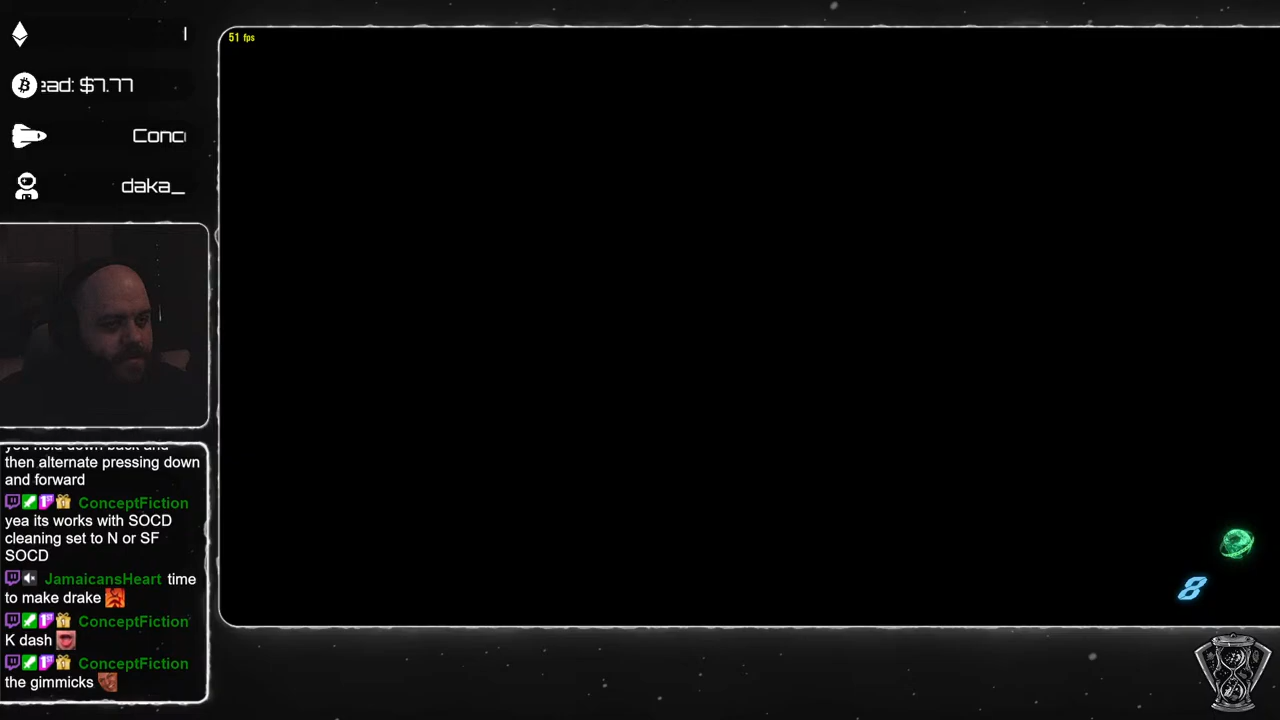 51 fps
ead: $7.77
Conc
daka_
then alternate pressing down
and forward
ConceptFiction
yea its works with SOCD
cleaning set to N or SF
SOCD
JamaicansHeart time
to make drake
ConceptFiction
K dash
ConceptFiction
the gimmicks
8